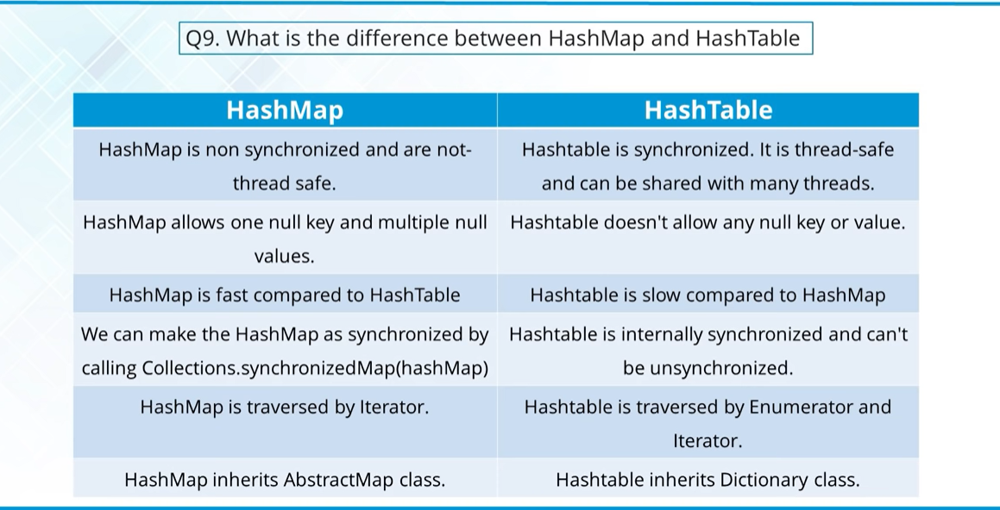 Q9. What is the difference between HashMap and HashTable
HashMap
HashTable
HashMap is non synchronized and are not-
thread safe.
Hashtable is synchronized. It is thread-safe
and can be shared with many threads.
HashMap allows one null key and multiple null
values.
Hashtable doesn't allow any null key or value.
HashMap is fast compared to HashTable
Hashtable is slow compared to HashMap
We can make the HashMap as synchronized by
calling Collections.synchronizedMap(hashMap)
Hashtable is internally synchronized and can't
be unsynchronized.
HashMap is traversed by Iterator.
Hashtable is traversed by Enumerator and
Iterator.
HashMap inherits AbstractMap class.
Hashtable inherits Dictionary class.